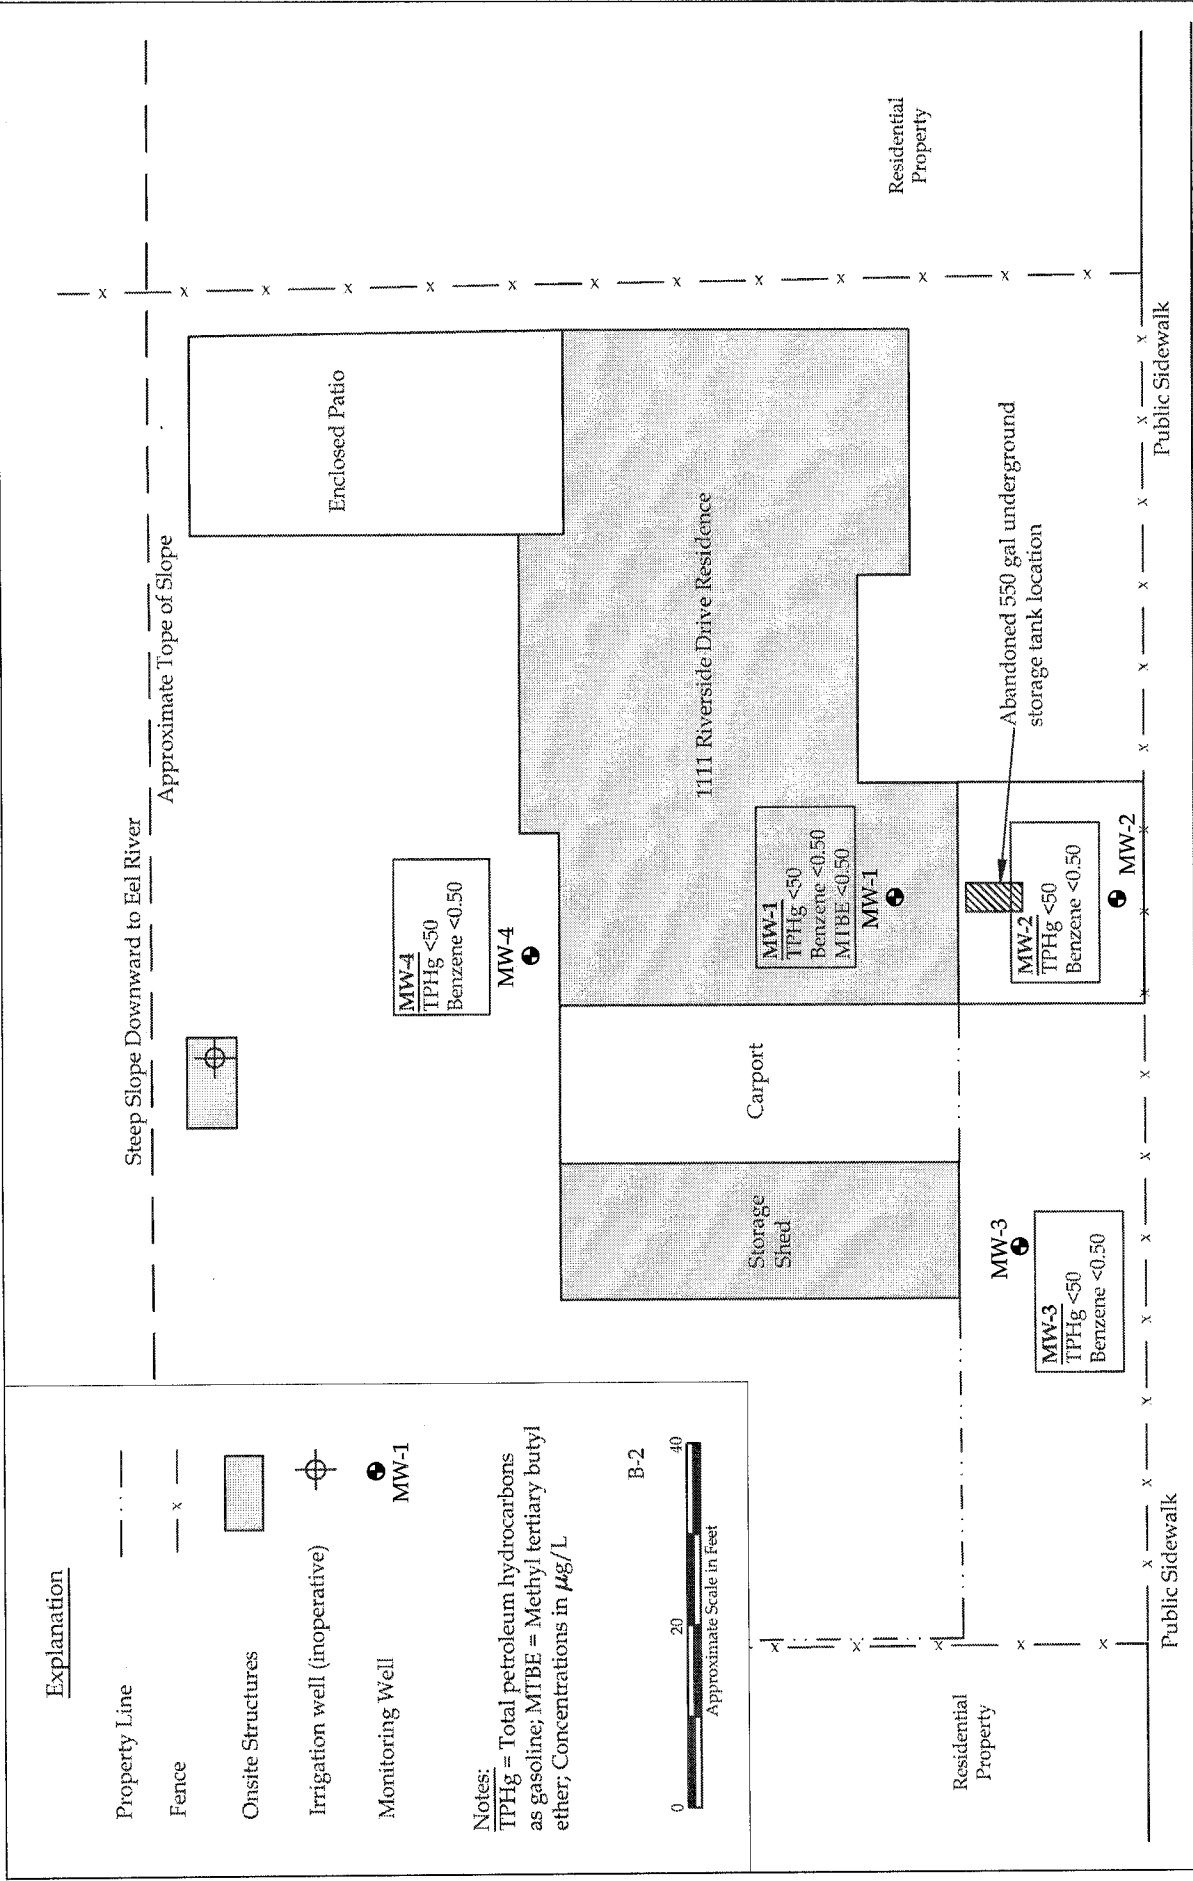 Explanation
Property Line
Fence
x
Onsite Structures
Irrigation well (inoperative)
Monitoring Well
MW-1
Notes:
TPHg = Total petroleum hydrocarbons
as gasoline; MTBE = Methyl tertiary butyl
ether; Concentrations in µg/L
B-2
0 20 40
Approximate Scale in Feet
Steep Slope Downward to Eel River
Approximate Tope of Slope
Enclosed Patio
MW-4
TPHg <50
Benzene <0.50
MW-4
1111 Riverside Drive Residence
Storage
Shed
Carport
MW-1
TPHg <50
Benzene <0.50
MTBE <0.50
MW-1
Residential
Property
Abandoned 550 gal underground
storage tank location
MW-3
MW-3
TPHg <50
Benzene <0.50
MW-2
TPHg <50
Benzene <0.50
MW-2
Residential
Property
Public Sidewalk
Public Sidewalk